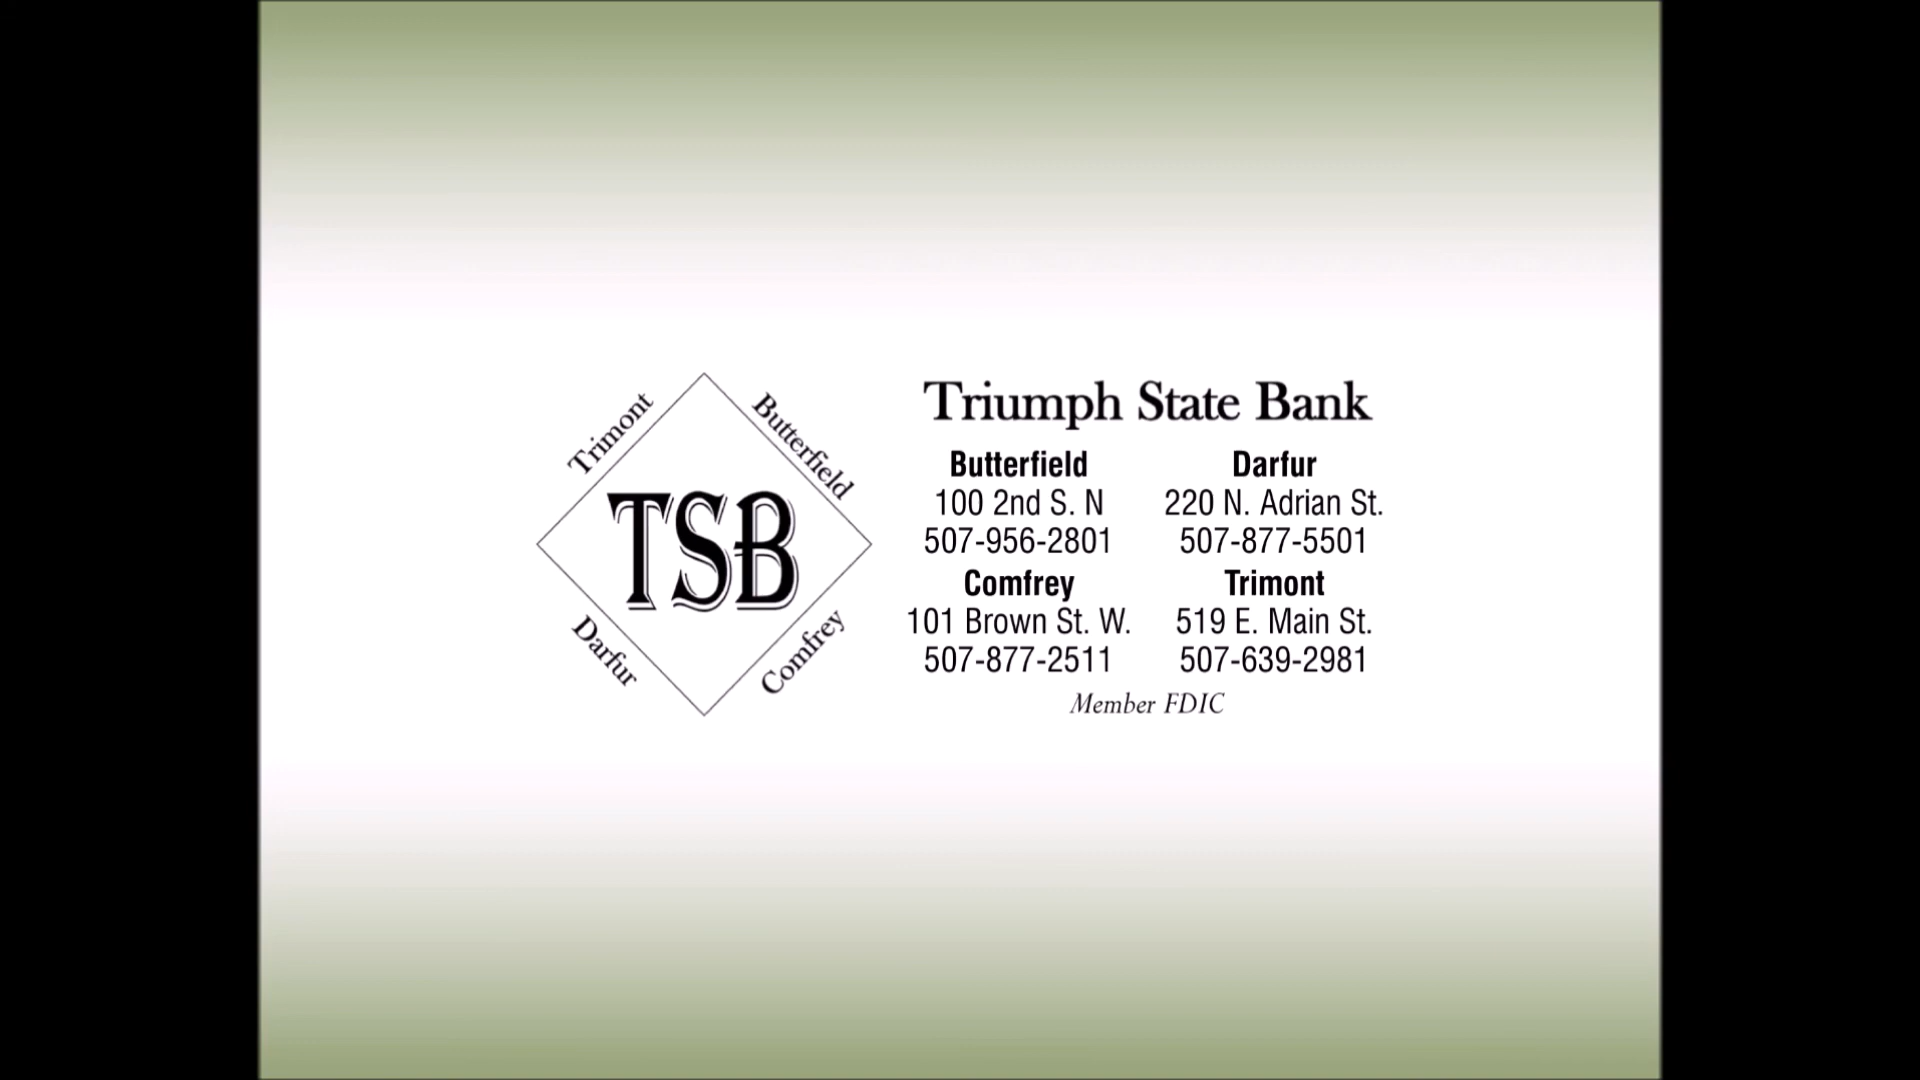 Trimont
Butterfield
TSB
Darfur
Comfrey
Triumph State Bank
Butterfield
100 2nd S. N
507-956-2801
Darfur
220 N. Adrian St.
507-877-5501
Comfrey
101 Brown St. W.
507-877-2511
Trimont
519 E. Main St.
507-639-2981
Member FDIC